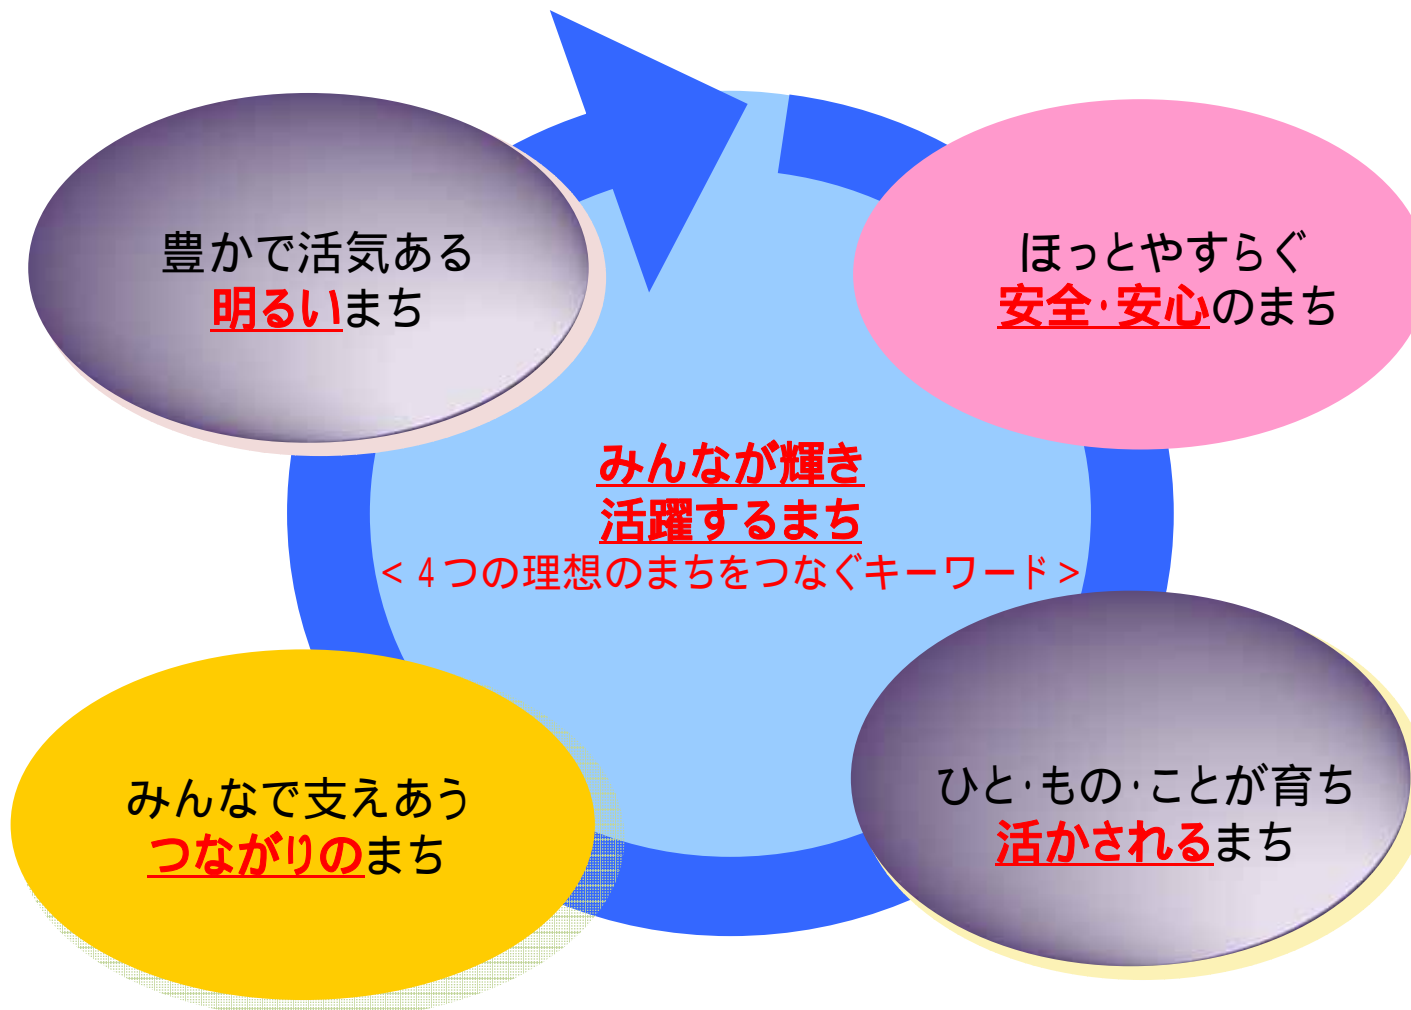 豊かで活気ある
明るいまち
ほっとやすらぐ
安全・安心のまち
みんなが輝き
活躍するまち
<４つの理想のまちをつなぐキーワード>
みんなで支えあう
つながりのまち
ひと・もの・ことが育ち
活かされるまち